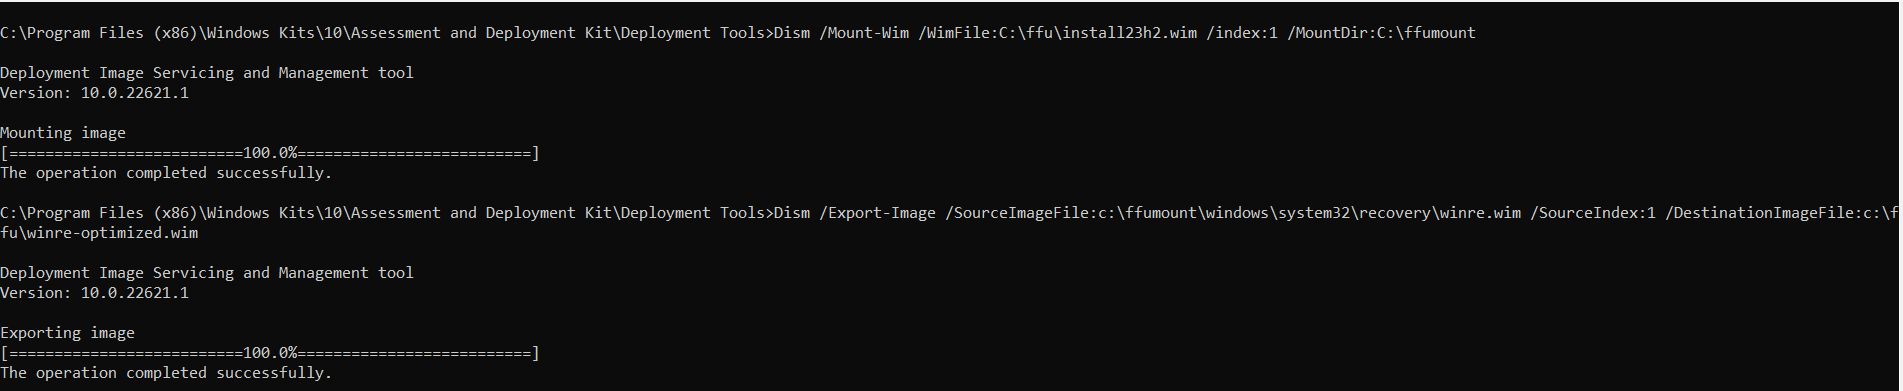 C:\Program Files (x86)\Windows Kits\10\Assessment and Deployment Kit\Deployment Tools>Dism /Mount-Wim /WimFile:C:\ffu\install23h2.wim /index:1 /MountDir:C:\ffumount
Deployment Image Servicing and Management tool
Version: 10.0.22621.1
Mounting image
[==========================100.0%==========================]
The operation completed successfully.
C:\Program Files (x86)\Windows Kits\10\Assessment and Deployment Kit\Deployment Tools>Dism /Export-Image /SourceImageFile:c:\ffumount\windows\system32\recovery\winre.wim /SourceIndex:1 /DestinationImageFile:c:\f
fu\winre-optimized.wim
Deployment Image Servicing and Management tool
Version: 10.0.22621.1
Exporting image
[==========================100.0%==========================]
The operation completed successfully.